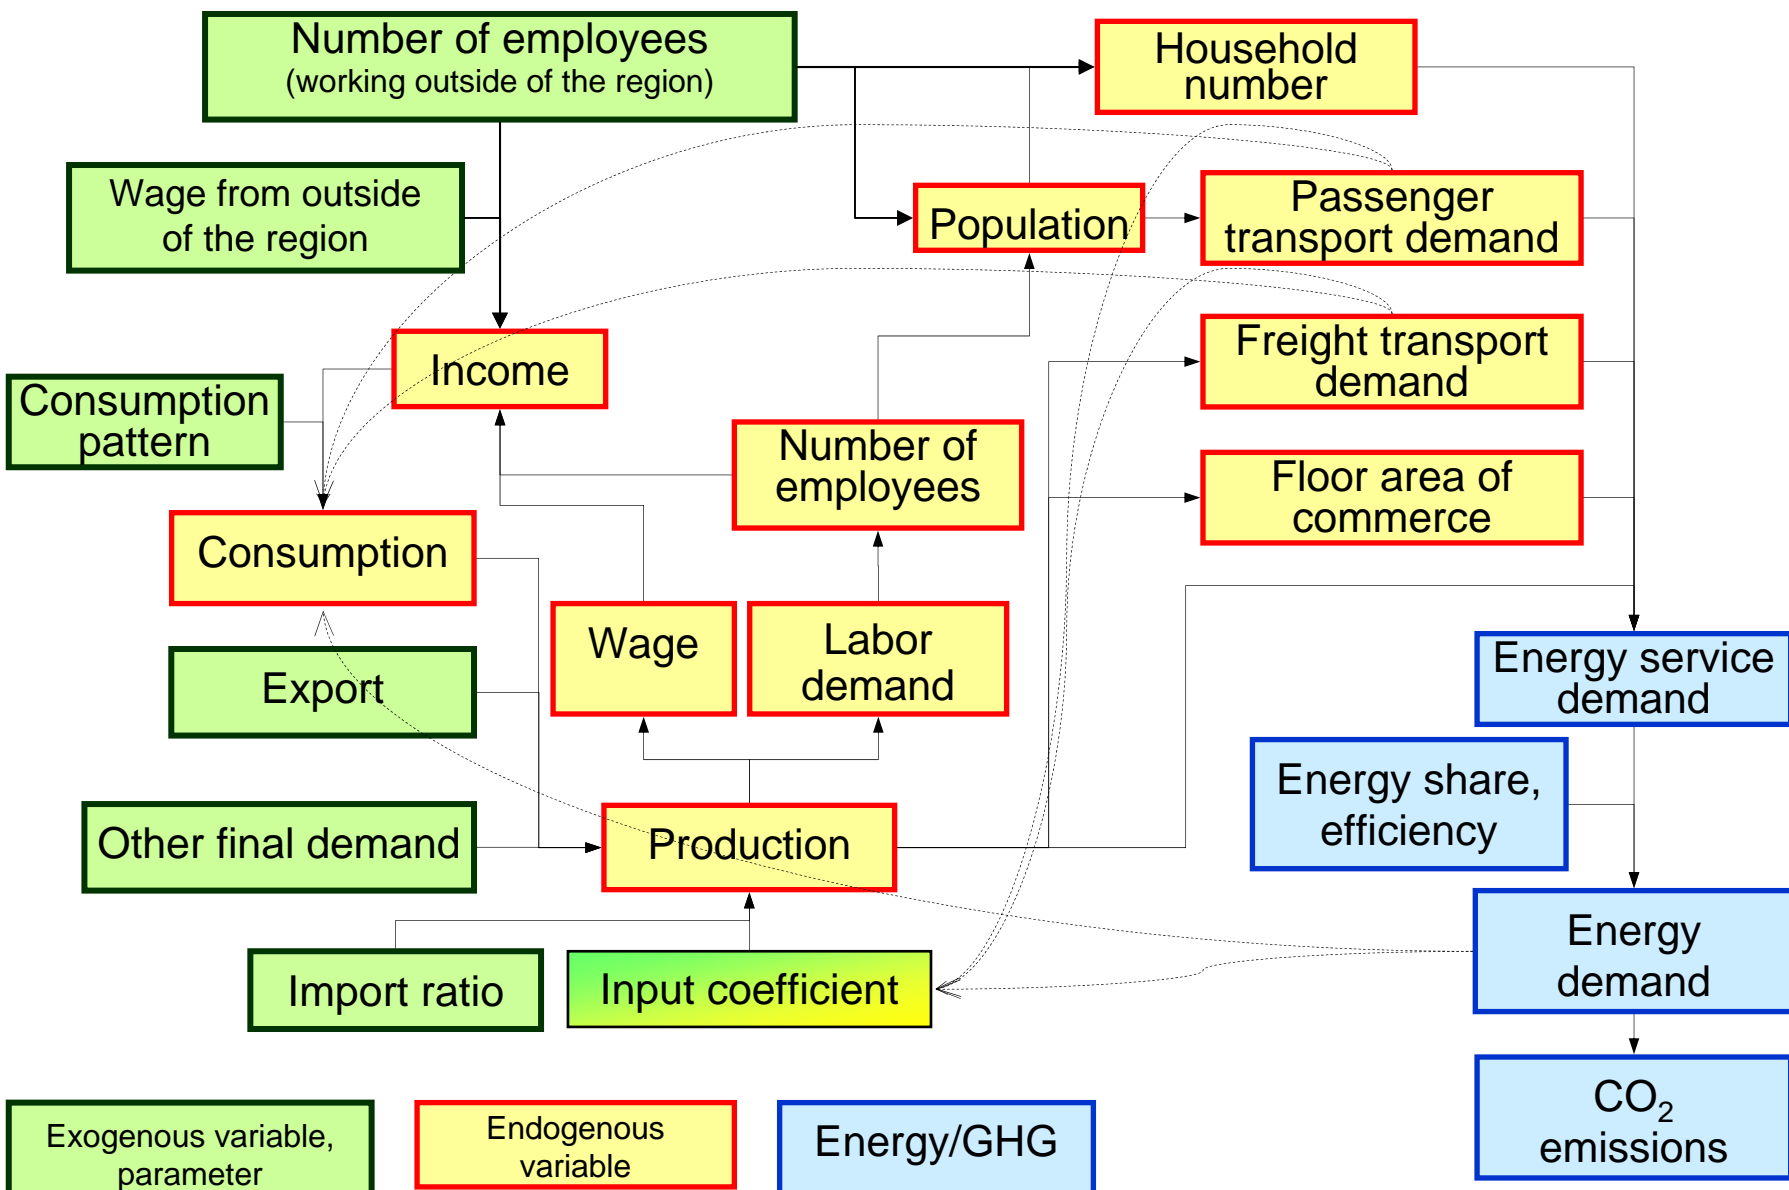 Number of employees
(working outside of the region)
Household
number
Wage from outside
of the region
Population
Passenger
transport demand
Income
Freight transport
demand
Consumption
pattern
Number of
employees
Floor area of
commerce
Consumption
Wage
Labor
demand
Export
Energy service
demand
Energy share,
efficiency
Other final demand
Production
Energy
demand
Import ratio
Input coefficient
CO₂
emissions
Exogenous variable,
parameter
Endogenous
variable
Energy/GHG